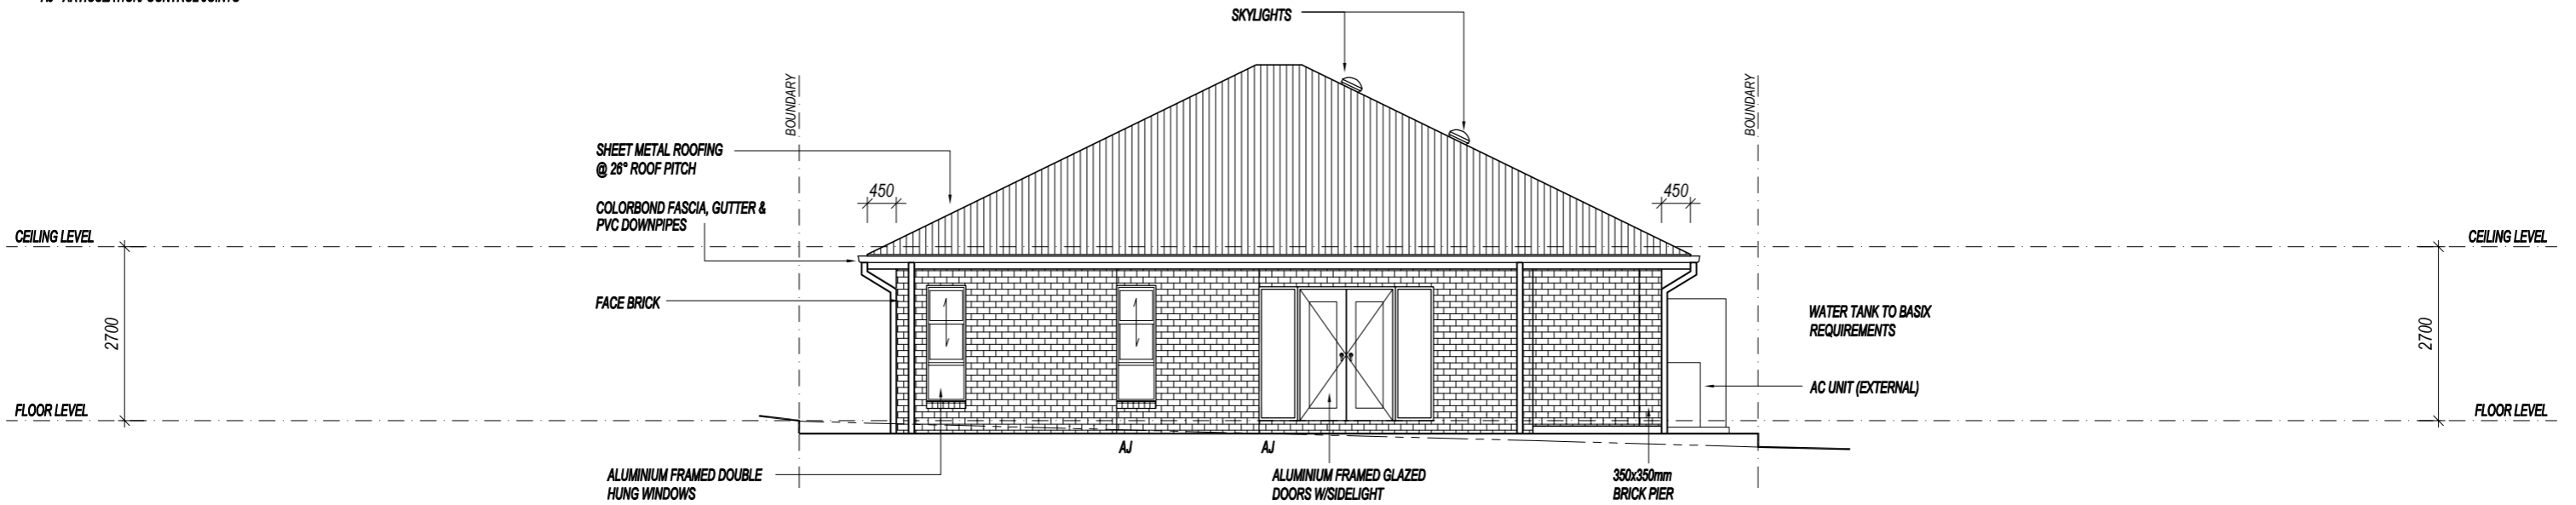 SKYLIGHTS
BOUNDARY
BOUNDARY
SHEET METAL ROOFING
@ 26° ROOF PITCH
450
450
COLORBOND FASCIA, GUTTER &
PVC DOWNPIPES
CEILING LEVEL
CEILING LEVEL
2700
FACE BRICK
WATER TANK TO BASIX
REQUIREMENTS
2700
AC UNIT (EXTERNAL)
FLOOR LEVEL
FLOOR LEVEL
AJ
AJ
ALUMINIUM FRAMED DOUBLE
HUNG WINDOWS
ALUMINIUM FRAMED GLAZED
DOORS W/SIDELIGHT
350x350mm
BRICK PIER